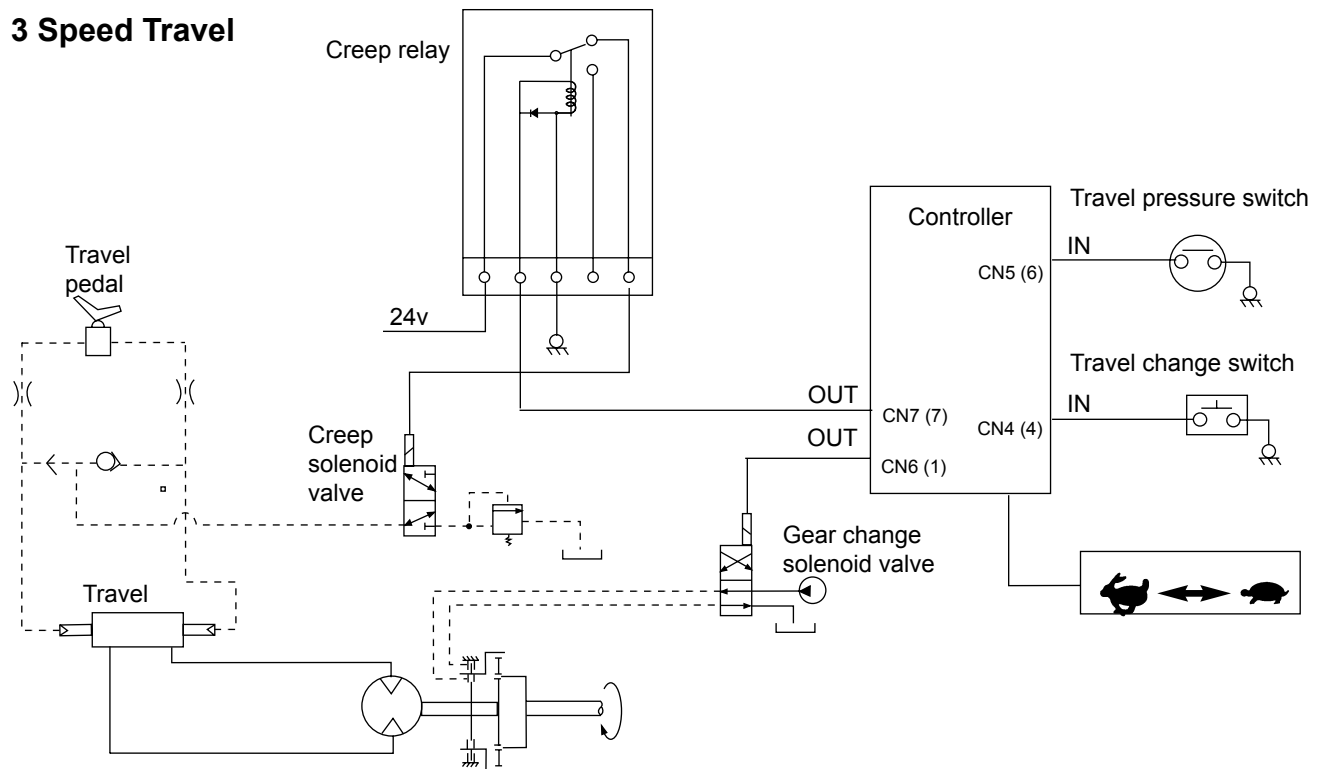 3 Speed Travel
Creep relay
24v
Travel
pedal
Creep
solenoid
valve
Travel
Controller
CN5 (6)
IN
Travel pressure switch
Travel change switch
IN
CN4 (4)
OUT
CN7 (7)
OUT
CN6 (1)
Gear change
solenoid valve